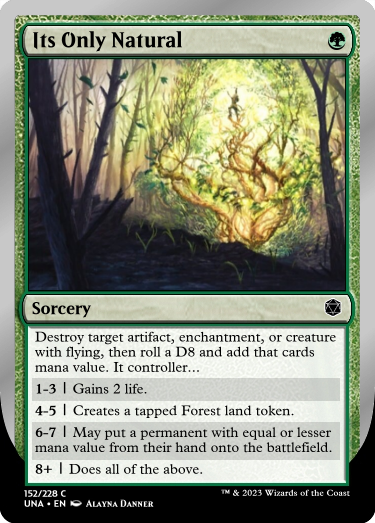 Its Only Natural
Sorcery
Destroy target artifact, enchantment, or creature
with flying, then roll a D8 and add that cards
mana value. It controller...
1-3 | Gains 2 life.
4-5 | Creates a tapped Forest land token.
6-7 | May put a permanent with equal or lesser
mana value from their hand onto the battlefield.
8+ | Does all of the above.
152/228 C
UNA • EN Alayna Danner
™ & 2023 Wizards of the Coast